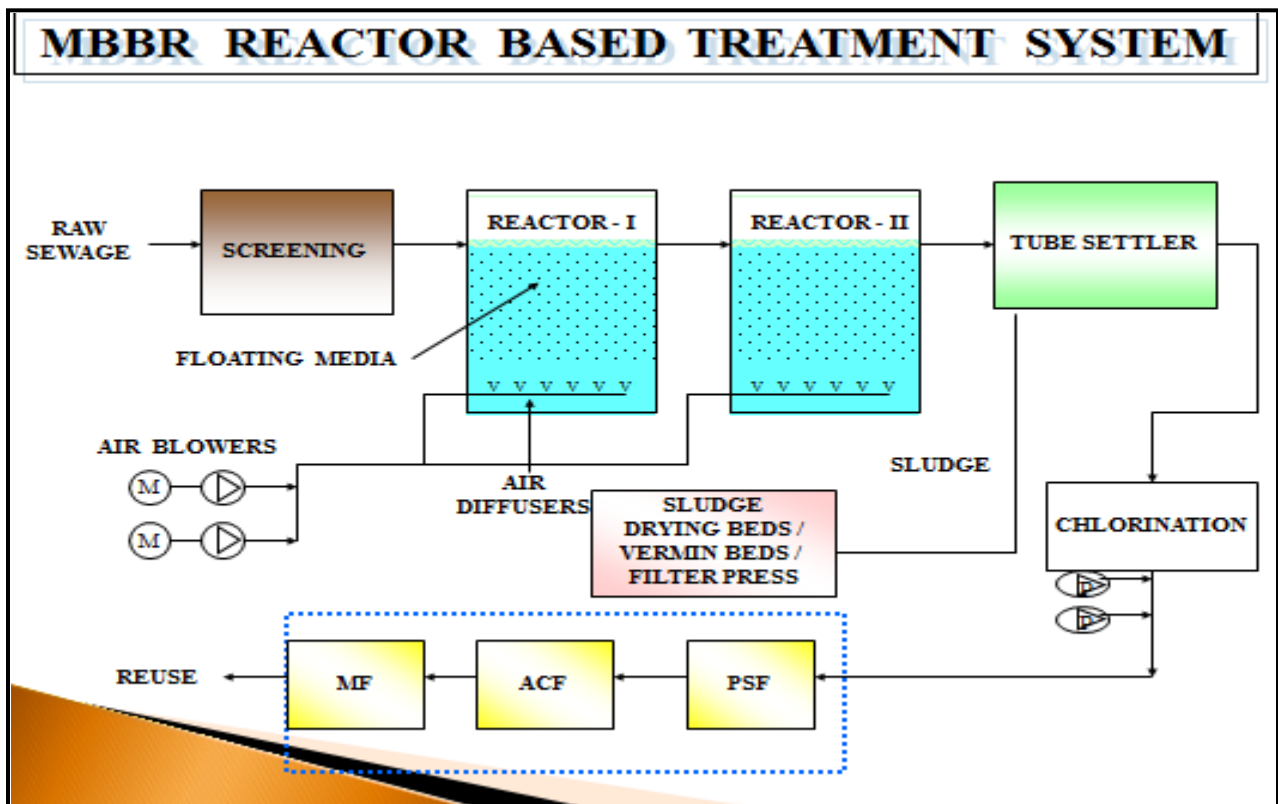 MBBR REACTOR BASED TREATMENT SYSTEM
RAW
SEWAGE
SCREENING
REACTOR - I
REACTOR - II
TUBE SETTLER
FLOATING MEDIA
V V V V V V
V V V V V V
AIR BLOWERS
M
M
AIR
DIFFUSERS
SLUDGE
SLUDGE
DRYING BEDS /
VERMIN BEDS /
FILTER PRESS
CHLORINATION
REUSE
MF
ACF
PSF